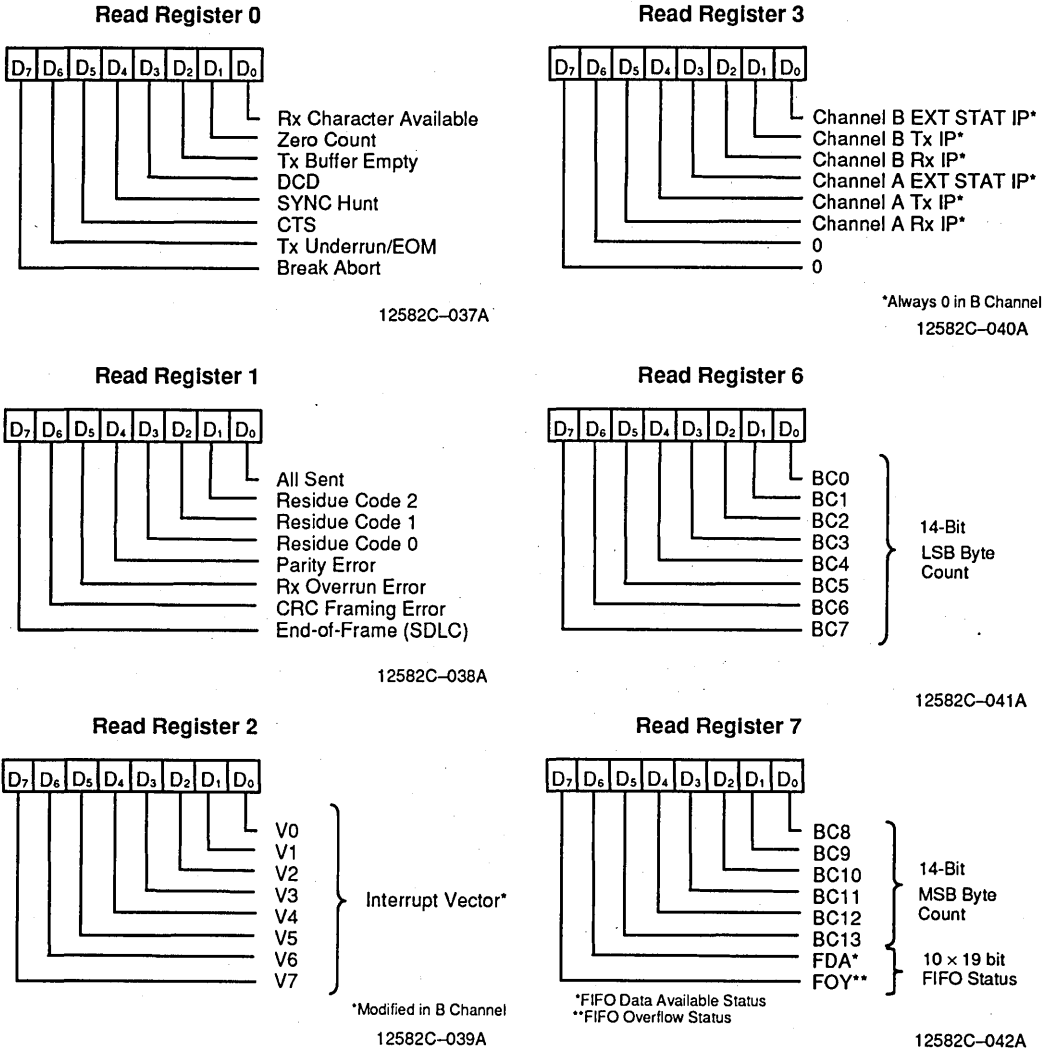 Read Register 0
D7 D6 D5 D4 D3 D2 D1 D0
Rx Character Available
Zero Count
Tx Buffer Empty
DCD
SYNC Hunt
CTS
Tx Underrun/EOM
Break Abort
12582C–037A
Read Register 3
D7 D6 D5 D4 D3 D2 D1 D0
Channel B EXT STAT IP*
Channel B Tx IP*
Channel B Rx IP*
Channel A EXT STAT IP*
Channel A Tx IP*
Channel A Rx IP*
0
0
*Always 0 in B Channel
12582C–040A
Read Register 1
D7 D6 D5 D4 D3 D2 D1 D0
All Sent
Residue Code 2
Residue Code 1
Residue Code 0
Parity Error
Rx Overrun Error
CRC Framing Error
End-of-Frame (SDLC)
12582C–038A
Read Register 6
D7 D6 D5 D4 D3 D2 D1 D0
BC0
BC1
BC2
BC3
BC4
BC5
BC6
BC7
14-Bit
LSB Byte
Count
12582C–041A
Read Register 2
D7 D6 D5 D4 D3 D2 D1 D0
V0
V1
V2
V3
V4
V5
V6
V7
Interrupt Vector*
*Modified in B Channel
12582C–039A
Read Register 7
D7 D6 D5 D4 D3 D2 D1 D0
BC8
BC9
BC10
BC11
BC12
BC13
FDA*
FOY**
14-Bit
MSB Byte
Count
10 × 19 bit
FIFO Status
*FIFO Data Available Status
**FIFO Overflow Status
12582C–042A